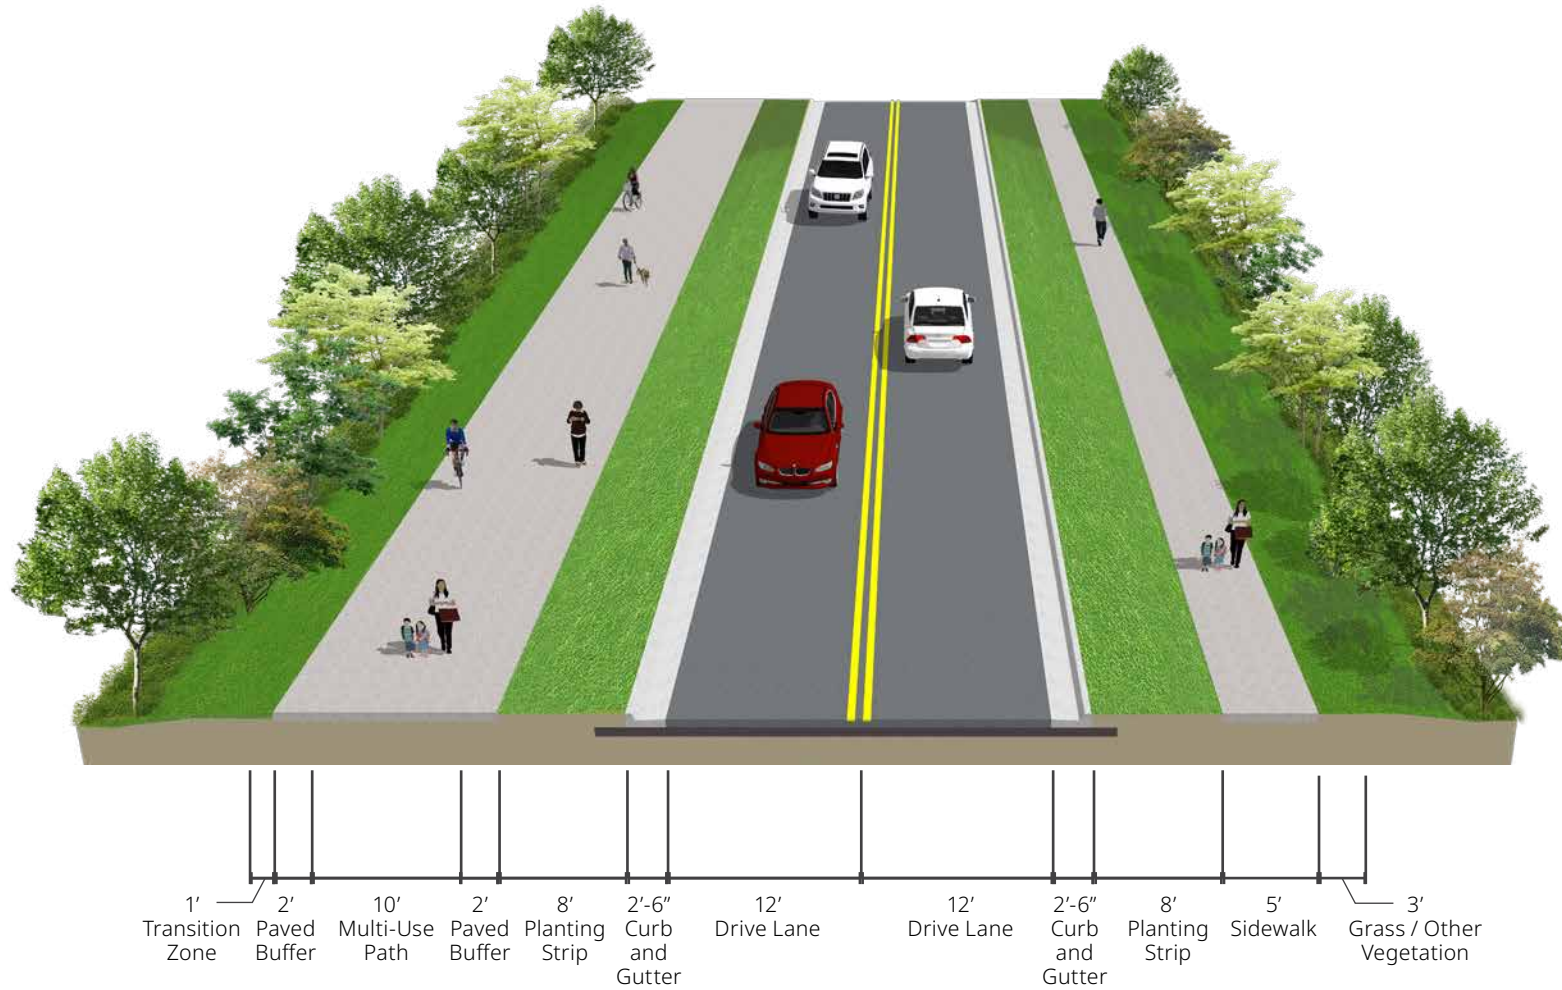 1’
Transition
Zone
2’
Paved
Buffer
10’
Multi-Use
Path
2’
Paved
Buffer
8’
Planting
Strip
2’-6”
Curb
and
Gutter
12’
Drive Lane
12’
Drive Lane
2’-6”
Curb
and
Gutter
8’
Planting
Strip
5’
Sidewalk
3’
Grass / Other
Vegetation